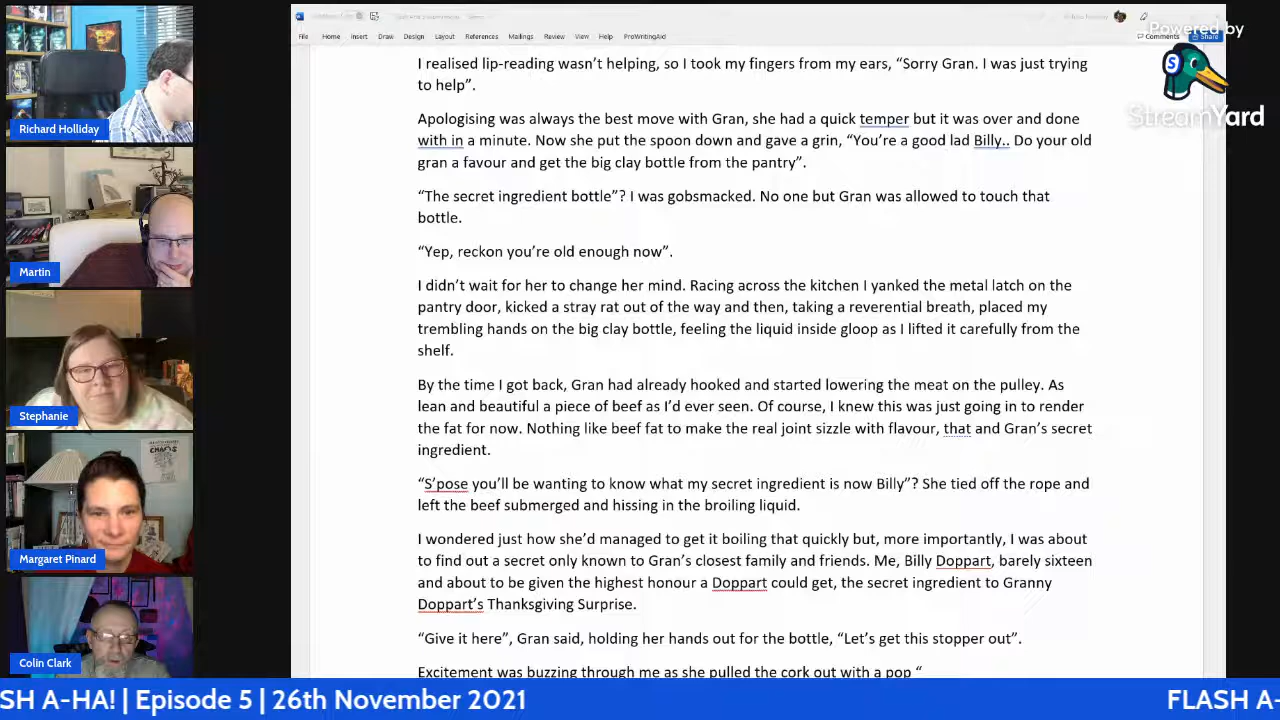 Richard Holliday
Martin
Stephanie
Margaret Pinard
Colin Clark
File Home Insert Draw Design Layout References Mailings Review View Help ProWritingAid
Comments Share
Powered by
StreamYard
I realised lip-reading wasn't helping, so I took my fingers from my ears, “Sorry Gran. I was just trying
to help”.
Apologising was always the best move with Gran, she had a quick temper but it was over and done
with in a minute. Now she put the spoon down and gave a grin, “You're a good lad Billy.. Do your old
gran a favour and get the big clay bottle from the pantry”.
“The secret ingredient bottle”? I was gobsmacked. No one but Gran was allowed to touch that
bottle.
“Yep, reckon you're old enough now”.
I didn't wait for her to change her mind. Racing across the kitchen I yanked the metal latch on the
pantry door, kicked a stray rat out of the way and then, taking a reverential breath, placed my
trembling hands on the big clay bottle, feeling the liquid inside gloop as I lifted it carefully from the
shelf.
By the time I got back, Gran had already hooked and started lowering the meat on the pulley. As
lean and beautiful a piece of beef as I'd ever seen. Of course, I knew this was just going in to render
the fat for now. Nothing like beef fat to make the real joint sizzle with flavour, that and Gran's secret
ingredient.
“S'pose you'll be wanting to know what my secret ingredient is now Billy”? She tied off the rope and
left the beef submerged and hissing in the broiling liquid.
I wondered just how she'd managed to get it boiling that quickly but, more importantly, I was about
to find out a secret only known to Gran's closest family and friends. Me, Billy Doppart, barely sixteen
and about to be given the highest honour a Doppart could get, the secret ingredient to Granny
Doppart's Thanksgiving Surprise.
“Give it here”, Gran said, holding her hands out for the bottle, “Let's get this stopper out”.
Excitement was buzzing through me as she pulled the cork out with a pop “
SH A-HA! | Episode 5 | 26th November 2021 FLASH A-